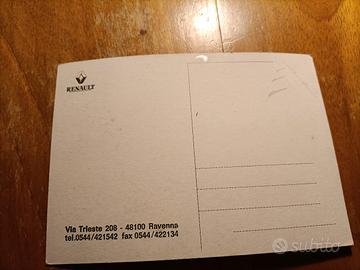 RENAULT
Via Trieste 208 - 48100 Ravenna
tel.0544/421542 fax 0544/422134
subito